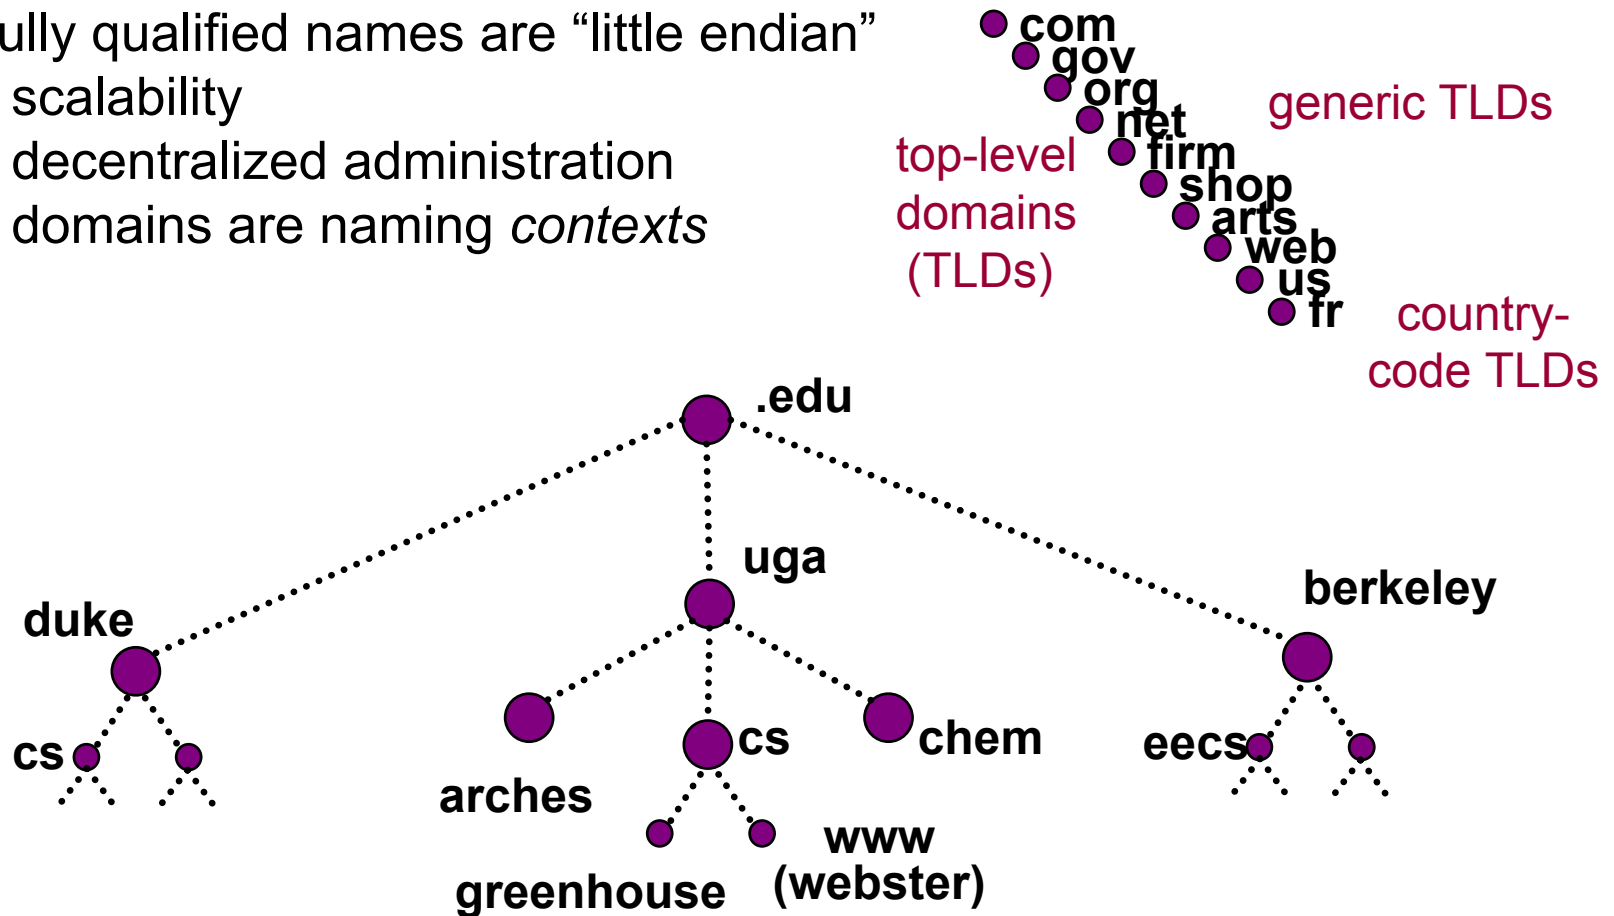 ully qualified names are “little endian”
scalability
decentralized administration
domains are naming contexts
com
gov
org
net
firm
shop
arts
web
us
fr
generic TLDs
top-level
domains
(TLDs)
country-
code TLDs
.edu
uga
duke
berkeley
cs
arches
cs
chem
eecs
greenhouse
www
(webster)